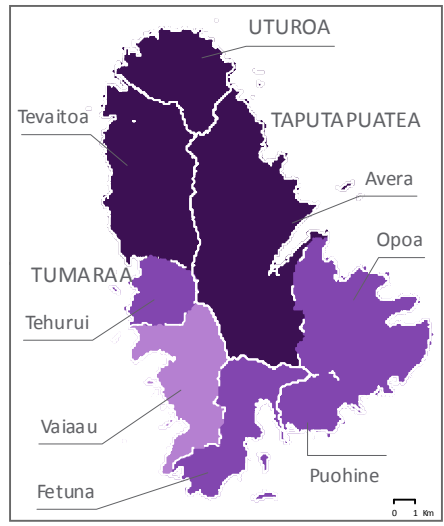 UTUROA
Tevaitoa
TAPUTAPUATEA
Avera
Opoa
TUMARAA
Tehurui
Vaiaau
Puohine
Fetuna
0 1 Km